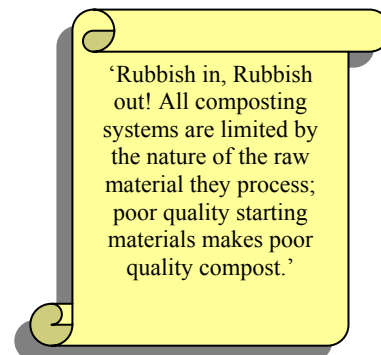 ‘Rubbish in, Rubbish
out! All composting
systems are limited by
the nature of the raw
material they process;
poor quality starting
materials makes poor
quality compost.’